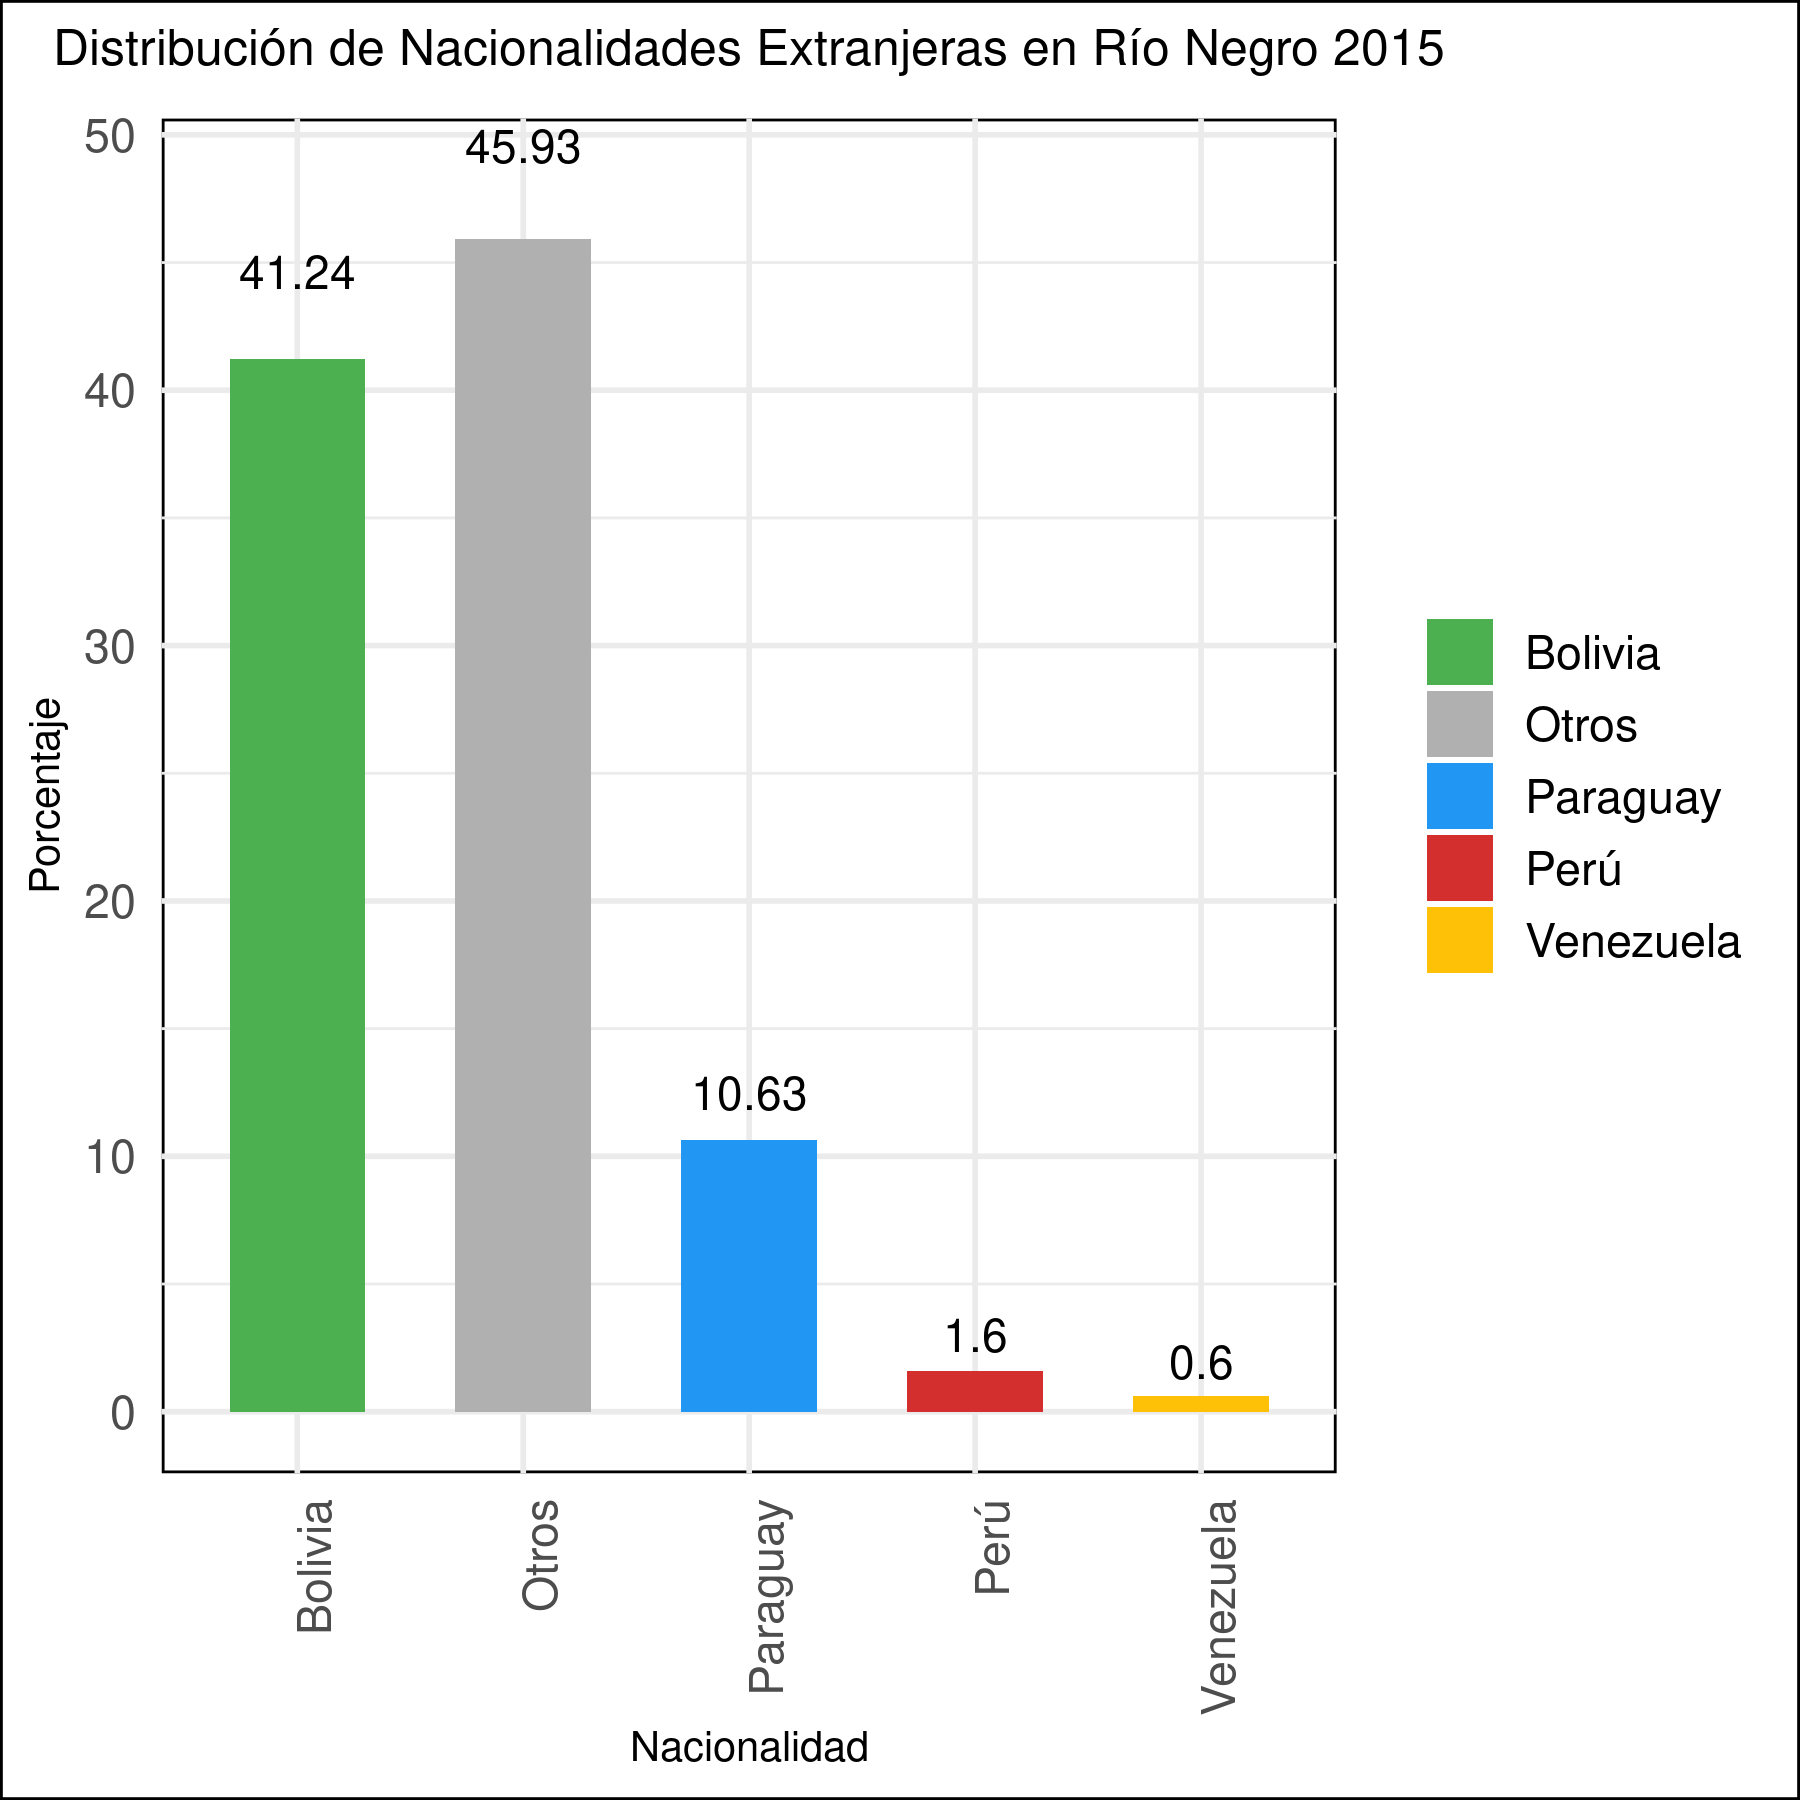 Distribución de Nacionalidades Extranjeras en Río Negro 2015
50
40
30
20
10
0
Porcentaje
41.24
45.93
10.63
1.6
0.6
Bolivia
Otros
Paraguay
Perú
Venezuela
Nacionalidad
Bolivia
Otros
Paraguay
Perú
Venezuela